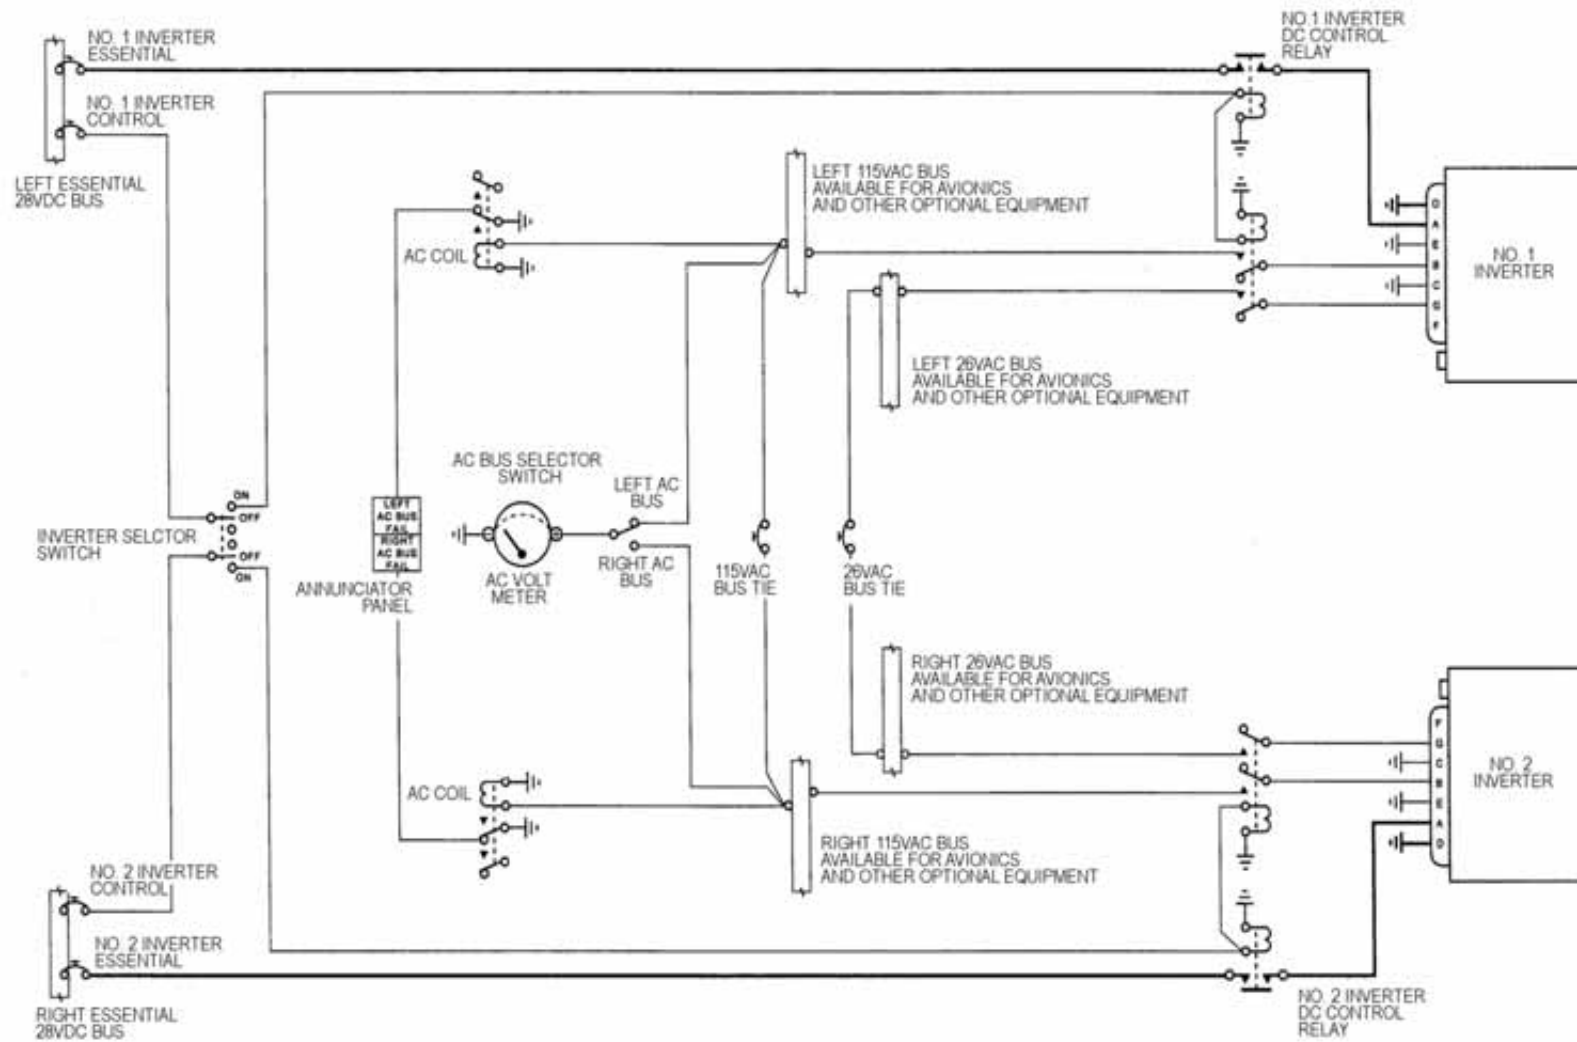 NO. 1 INVERTER
ESSENTIAL
NO. 1 INVERTER
CONTROL
LEFT ESSENTIAL
28VDC BUS
NO.1 INVERTER
DC CONTROL
RELAY
LEFT 115VAC BUS
AVAILABLE FOR AVIONICS
AND OTHER OPTIONAL EQUIPMENT
AC COIL
D
A
E
B
C
G
F
NO. 1
INVERTER
LEFT 26VAC BUS
AVAILABLE FOR AVIONICS
AND OTHER OPTIONAL EQUIPMENT
AC BUS SELECTOR
SWITCH
LEFT AC
BUS
ON
OFF
OFF
ON
INVERTER SELCTOR
SWITCH
LEFT
AC BUS
FAIL
RIGHT
AC BUS
FAIL
ANNUNCIATOR
PANEL
AC VOLT
METER
RIGHT AC
BUS
115VAC
BUS TIE
26VAC
BUS TIE
RIGHT 26VAC BUS
AVAILABLE FOR AVIONICS
AND OTHER OPTIONAL EQUIPMENT
F
G
C
B
E
A
D
NO. 2
INVERTER
AC COIL
RIGHT 115VAC BUS
AVAILABLE FOR AVIONICS
AND OTHER OPTIONAL EQUIPMENT
NO. 2 INVERTER
CONTROL
NO. 2 INVERTER
ESSENTIAL
RIGHT ESSENTIAL
28VDC BUS
NO. 2 INVERTER
DC CONTROL
RELAY